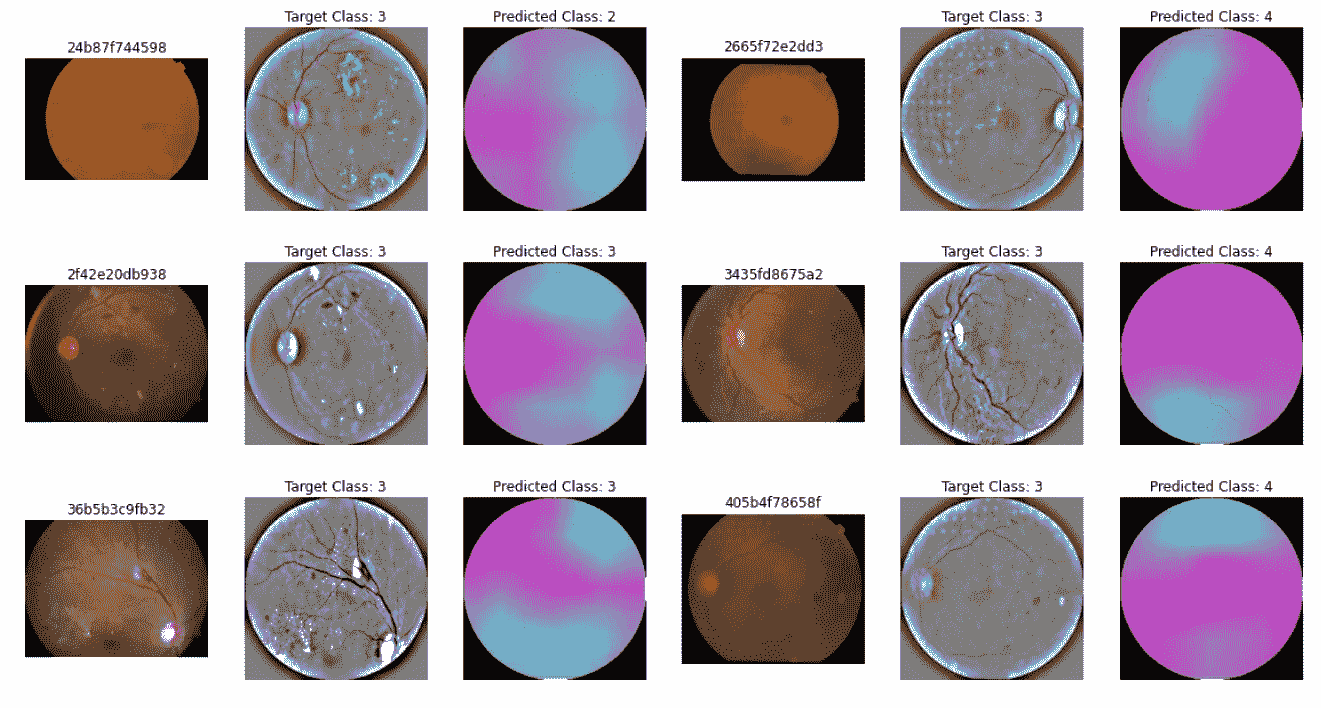 Target Class: 3 Predicted Class: 2 Target Class: 3 Predicted Class: 4
24b87f744598 2665f72e2dd3
Target Class: 3 Predicted Class: 3 Target Class: 3 Predicted Class: 4
2f42e20db938 3435fd8675a2
Target Class: 3 Predicted Class: 3 Target Class: 3 Predicted Class: 4
36b5b3c9fb32 405b4f78658f